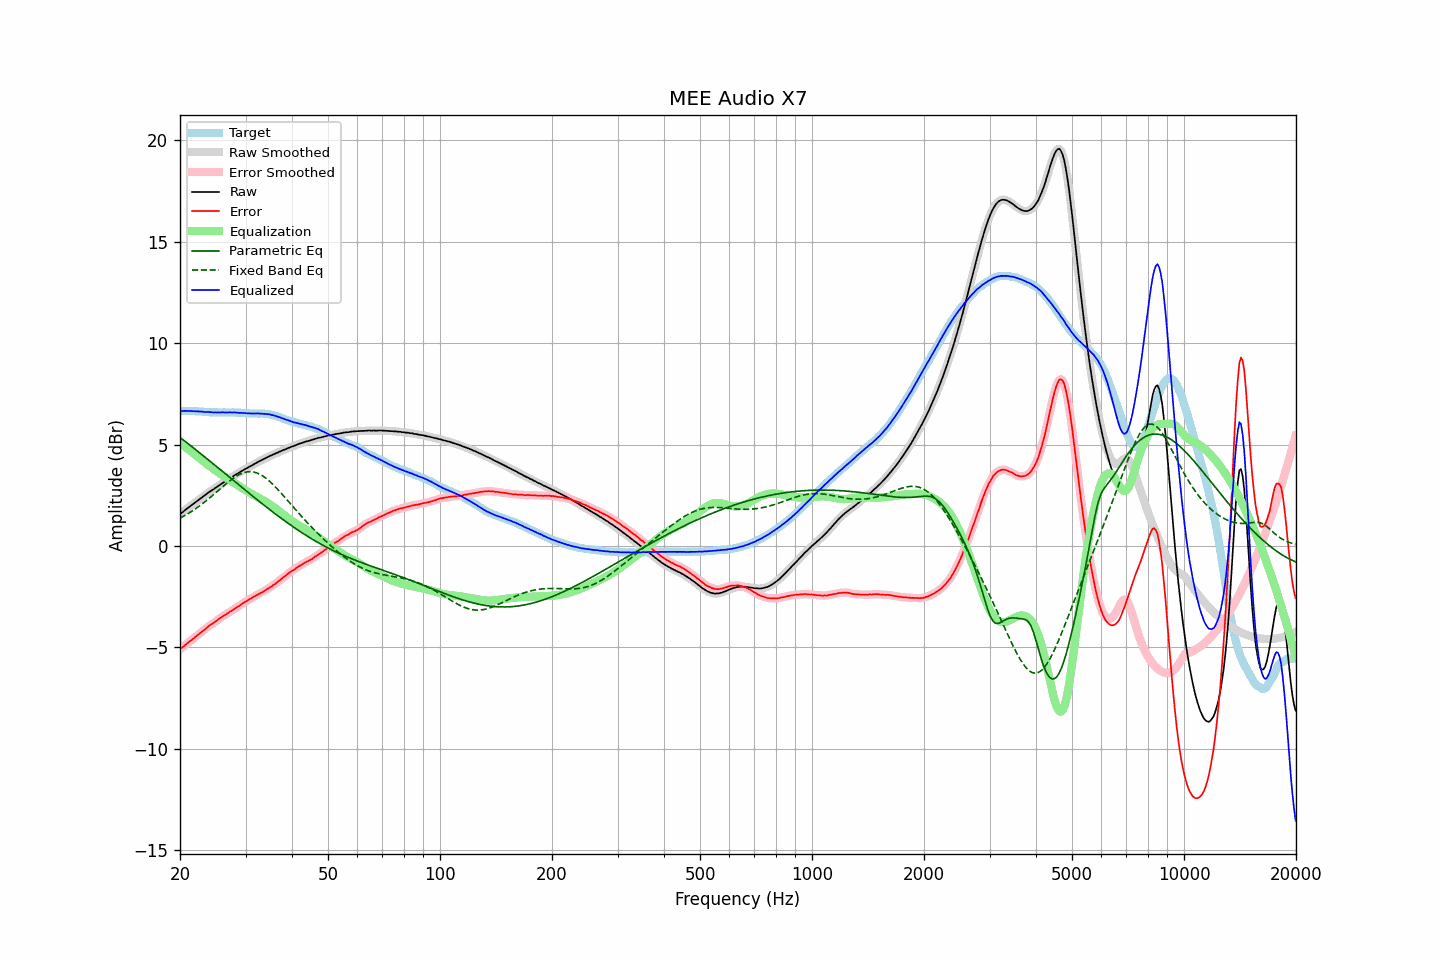 MEE Audio X7
Target
Raw Smoothed
Error Smoothed
Raw
Error
Equalization
Parametric Eq
Fixed Band Eq
Equalized
20
15
10
5
0
−5
−10
−15
Amplitude (dBr)
20 50 100 200 500 1000 2000 5000 10000 20000
Frequency (Hz)